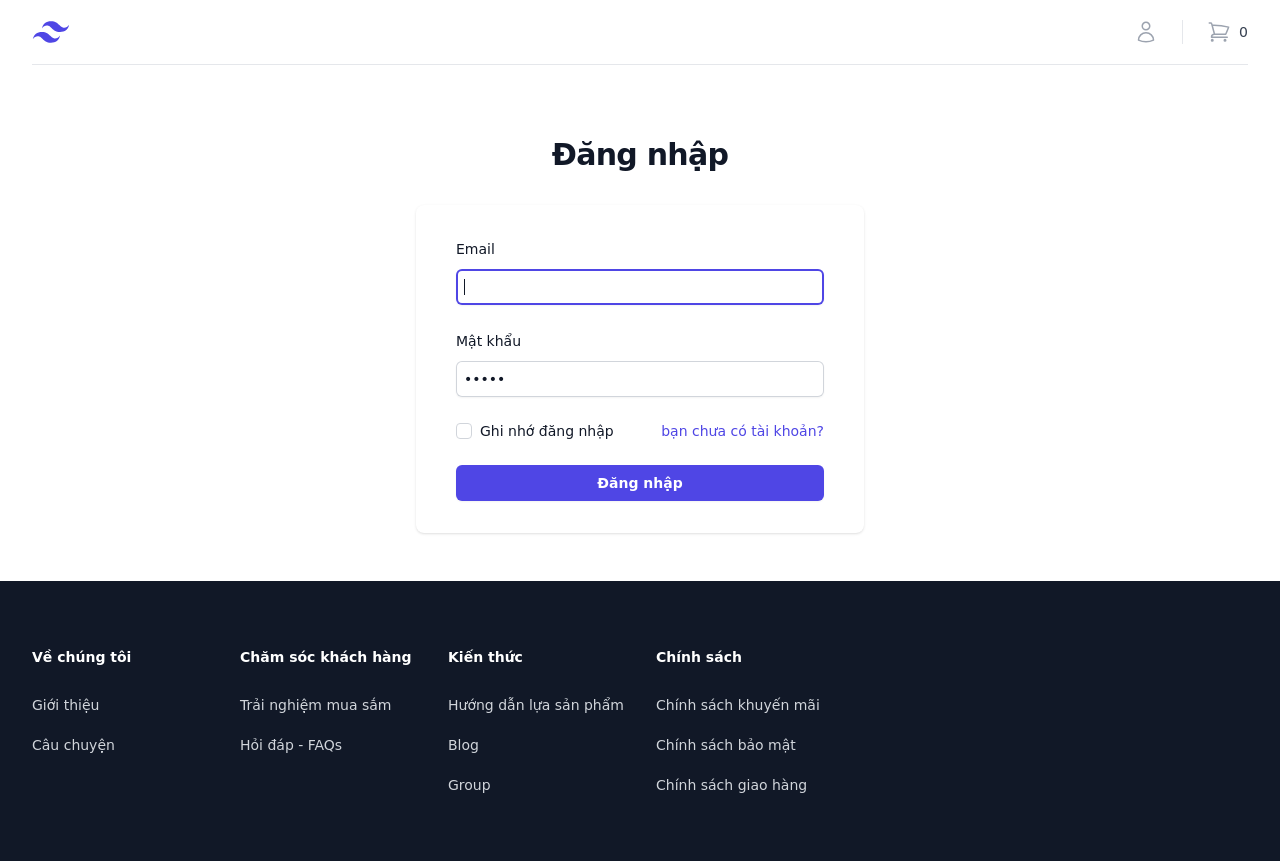 0
Đăng nhập
Email
Mật khẩu
•••••
Ghi nhớ đăng nhập
bạn chưa có tài khoản?
Đăng nhập
Về chúng tôi
Giới thiệu
Câu chuyện
Chăm sóc khách hàng
Trải nghiệm mua sắm
Hỏi đáp - FAQs
Kiến thức
Hướng dẫn lựa sản phẩm
Blog
Group
Chính sách
Chính sách khuyến mãi
Chính sách bảo mật
Chính sách giao hàng